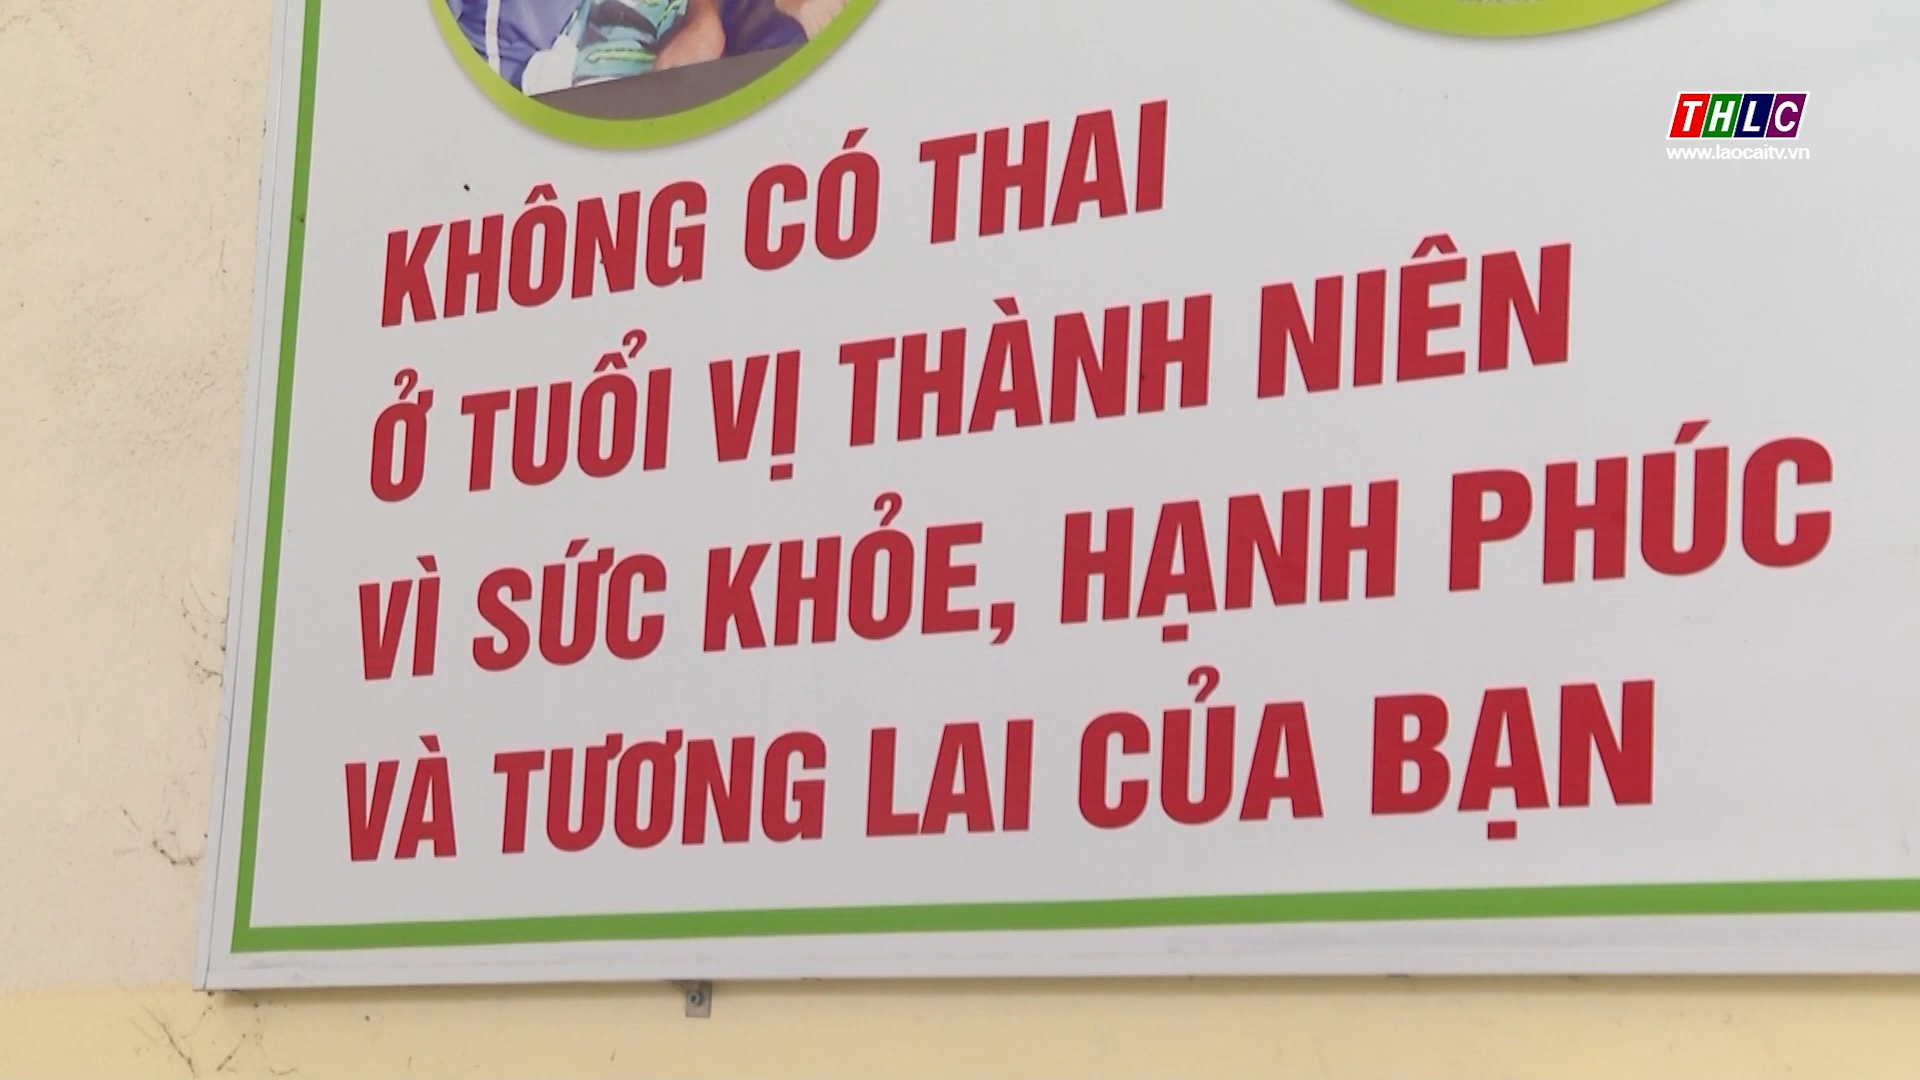 THLC
www.laocaitv.vn
KHÔNG CÓ THAI
Ở TUỔI VỊ THÀNH NIÊN
VÌ SỨC KHỎE, HẠNH PHÚC
VÀ TƯƠNG LAI CỦA BẠN